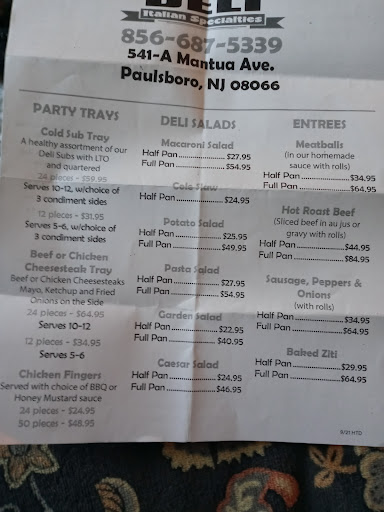 DELI
Italian Specialties
856-687-5339
541-A Mantua Ave.
Paulsboro, NJ 08066
PARTY TRAYS
Cold Sub Tray
A healthy assortment of our
Deli Subs with LTO
and quartered
24 pieces - $59.95
Serves 10-12, w/choice of
3 condiment sides
12 pieces - $31.95
Serves 5-6, w/choice of
3 condiment sides
Beef or Chicken
Cheesesteak Tray
Beef or Chicken Cheesesteaks
Mayo, Ketchup and Fried
Onions on the Side
24 pieces - $64.95
Serves 10-12
12 pieces - $34.95
Serves 5-6
Chicken Fingers
Served with choice of BBQ or
Honey Mustard sauce
24 pieces - $24.95
50 pieces - $48.95
DELI SALADS
Macaroni Salad
Half Pan..................$27.95
Full Pan..................$54.95
Cole Slaw
Half Pan..................$24.95
Potato Salad
Half Pan..................$25.95
Full Pan..................$49.95
Pasta Salad
Half Pan..................$27.95
Full Pan..................$54.95
Garden Salad
Half Pan..................$22.95
Full Pan..................$40.95
Caesar Salad
Half Pan..................$24.95
Full Pan..................$46.95
ENTREES
Meatballs
(In our homemade
sauce with rolls)
Half Pan..................$34.95
Full Pan..................$64.95
Hot Roast Beef
(Sliced beef in au jus or
gravy with rolls)
Half Pan..................$44.95
Full Pan..................$84.95
Sausage, Peppers &
Onions
(with rolls)
Half Pan..................$34.95
Full Pan..................$64.95
Baked Ziti
Half Pan..................$29.95
Full Pan..................$64.95
5/21 HTD